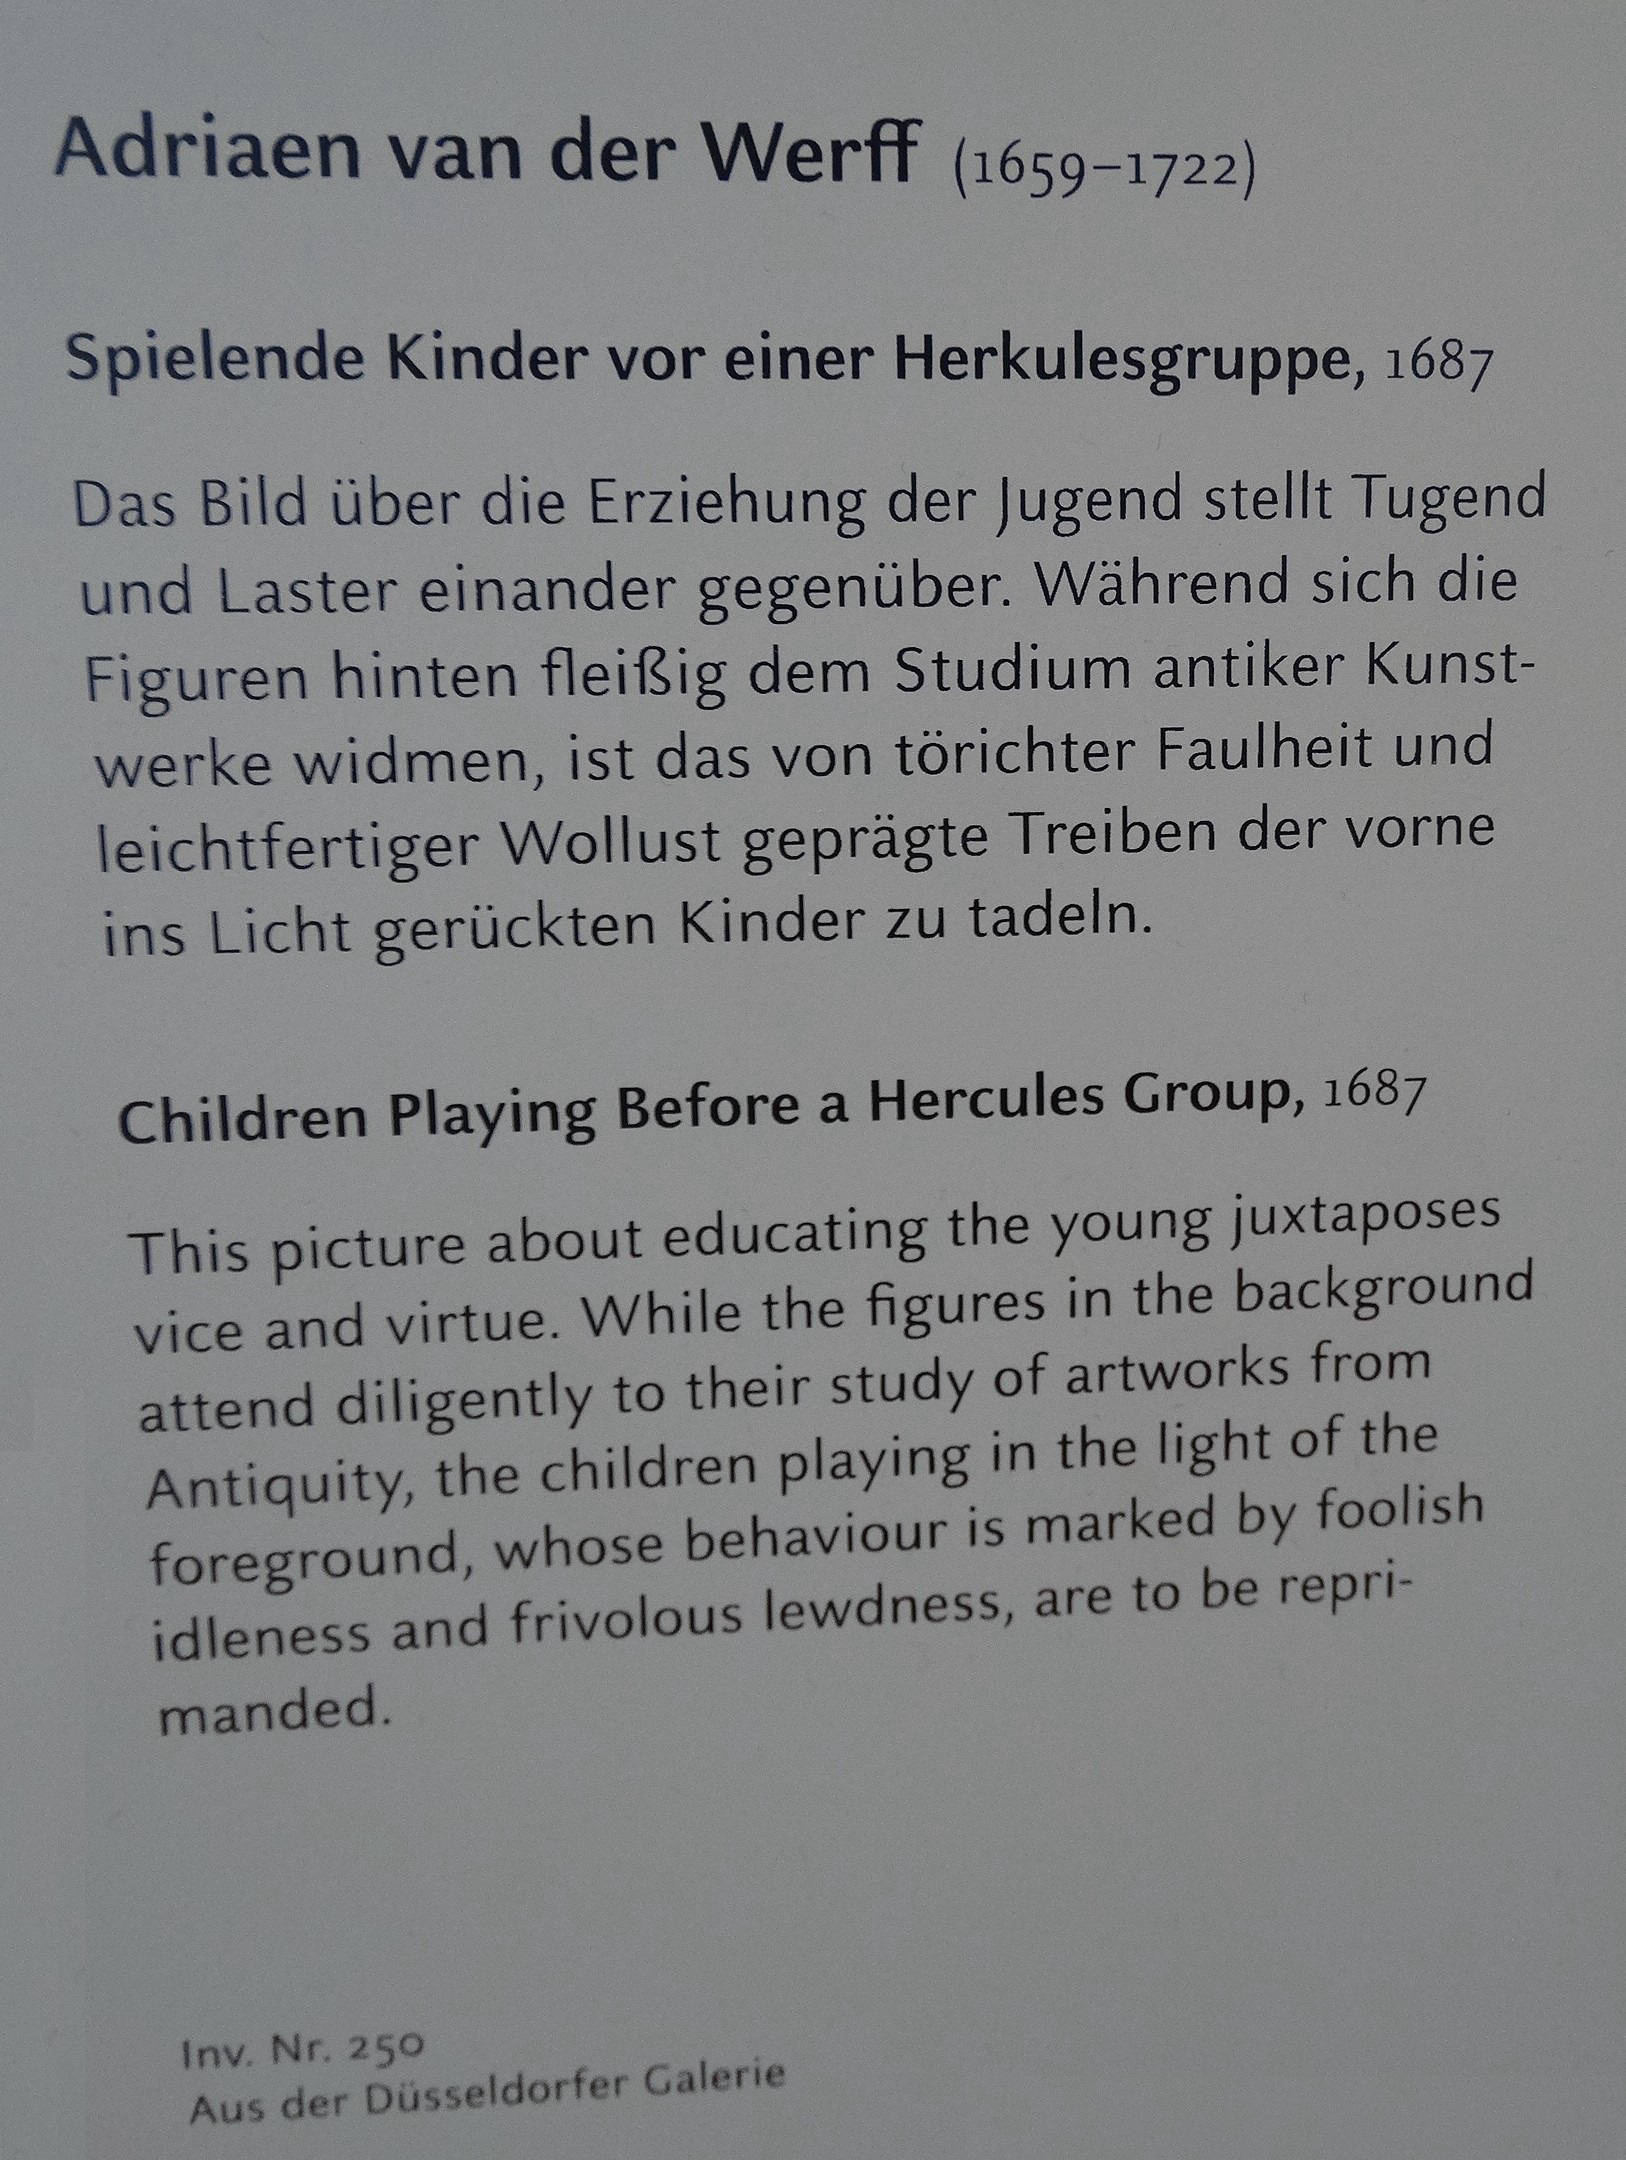 Adriaen van der Werff (1659–1722)
Spielende Kinder vor einer Herkulesgruppe, 1687
Das Bild über die Erziehung der Jugend stellt Tugend
und Laster einander gegenüber. Während sich die
Figuren hinten fleißig dem Studium antiker Kunst-
werke widmen, ist das von törichter Faulheit und
leichtfertiger Wollust geprägte Treiben der vorne
ins Licht gerückten Kinder zu tadeln.
Children Playing Before a Hercules Group, 1687
This picture about educating the young juxtaposes
vice and virtue. While the figures in the background
attend diligently to their study of artworks from
Antiquity, the children playing in the light of the
foreground, whose behaviour is marked by foolish
idleness and frivolous lewdness, are to be repri-
manded.
Inv. Nr. 250
Aus der Düsseldorfer Galerie